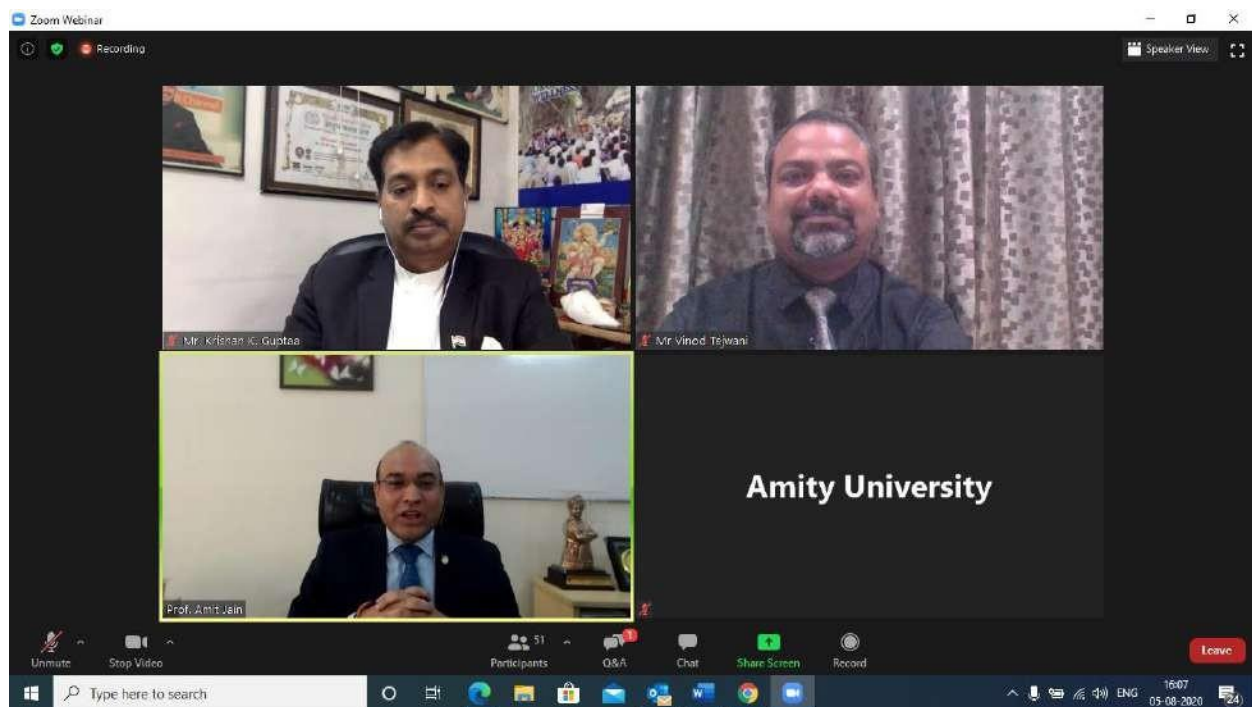 Zoom Webinar
Recording
Speaker View
Mr. Krishan K. Guptaa
Mr Vinod Tejwani
Prof. Amit Jain
Amity University
51
1
Unmute
Stop Video
Participants
Q&A
Chat
Share Screen
Record
Leave
Type here to search
ENG
16:07
05-08-2020
24